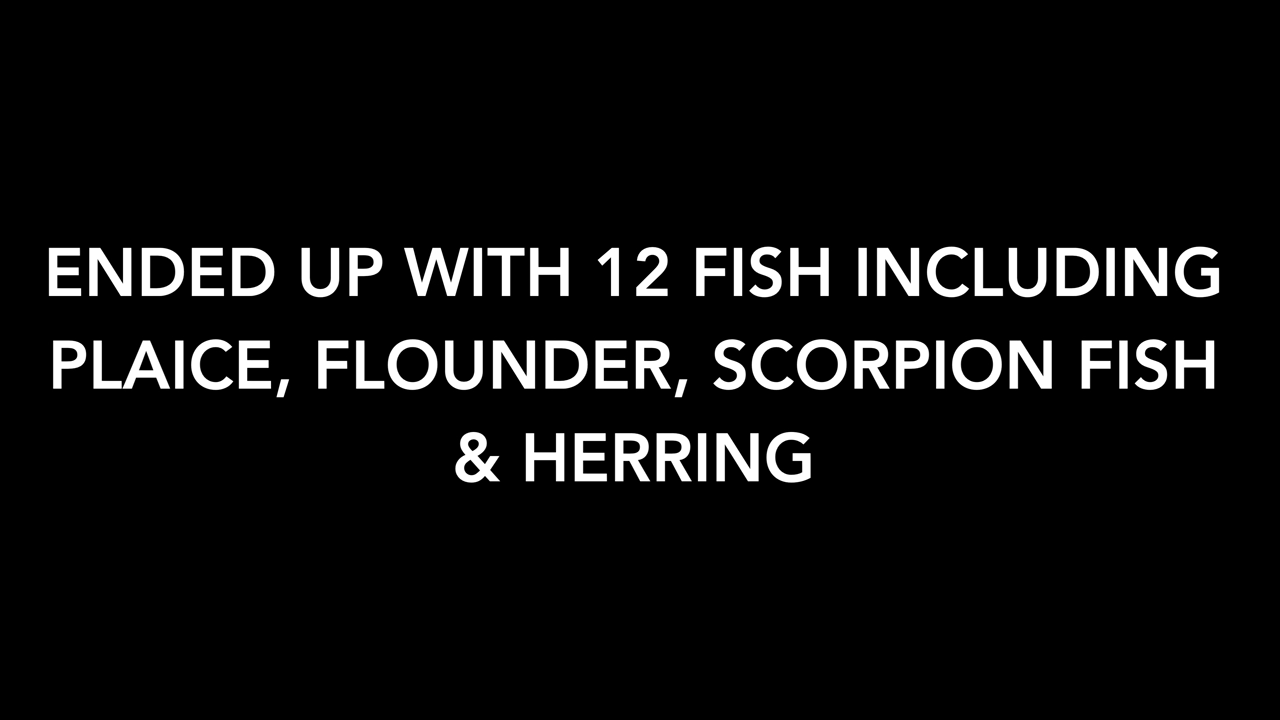 ENDED UP WITH 12 FISH INCLUDING
PLAICE, FLOUNDER, SCORPION FISH
& HERRING